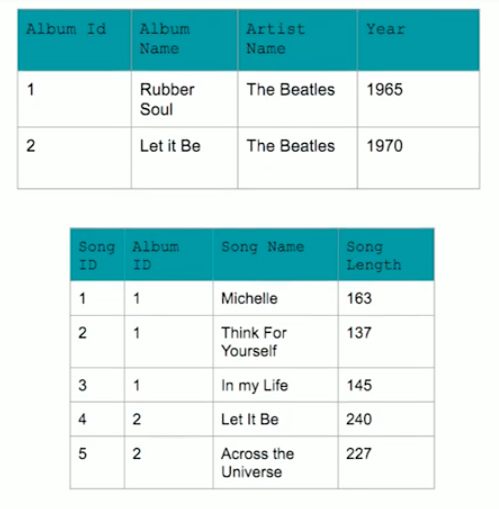 Album Id Album Name Artist Name Year
1 Rubber Soul The Beatles 1965
2 Let it Be The Beatles 1970
Song ID Album ID Song Name Song Length
1 1 Michelle 163
2 1 Think For Yourself 137
3 1 In my Life 145
4 2 Let It Be 240
5 2 Across the Universe 227